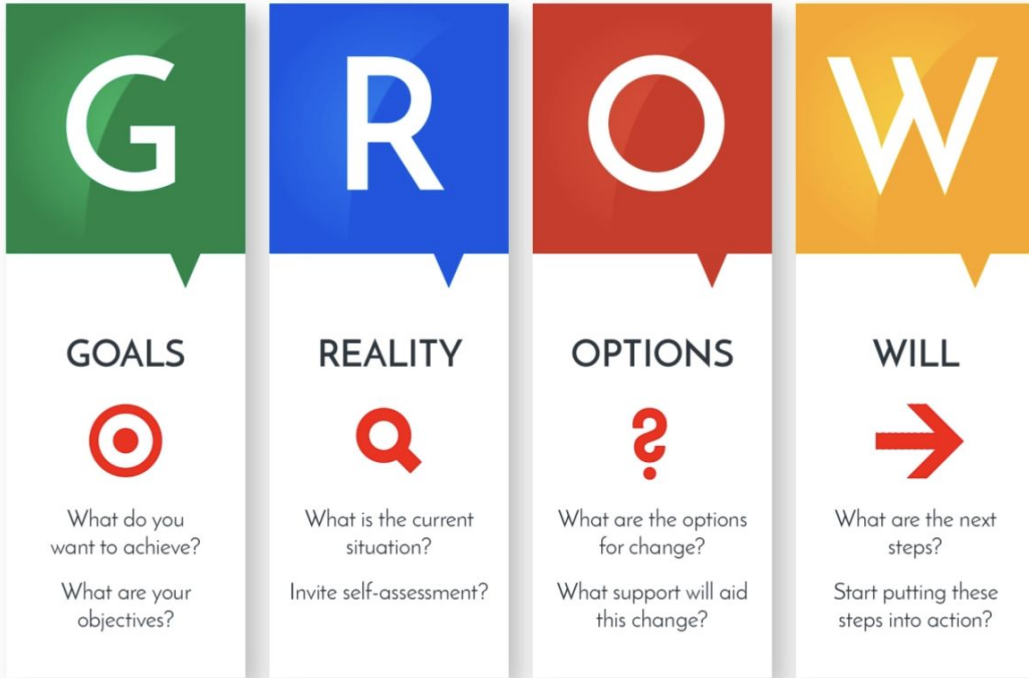 G
GOALS
What do you
want to achieve?
What are your
objectives?
R
REALITY
What is the current
situation?
Invite self-assessment?
O
OPTIONS
?
What are the options
for change?
What support will aid
this change?
W
WILL
What are the next
steps?
Start putting these
steps into action?